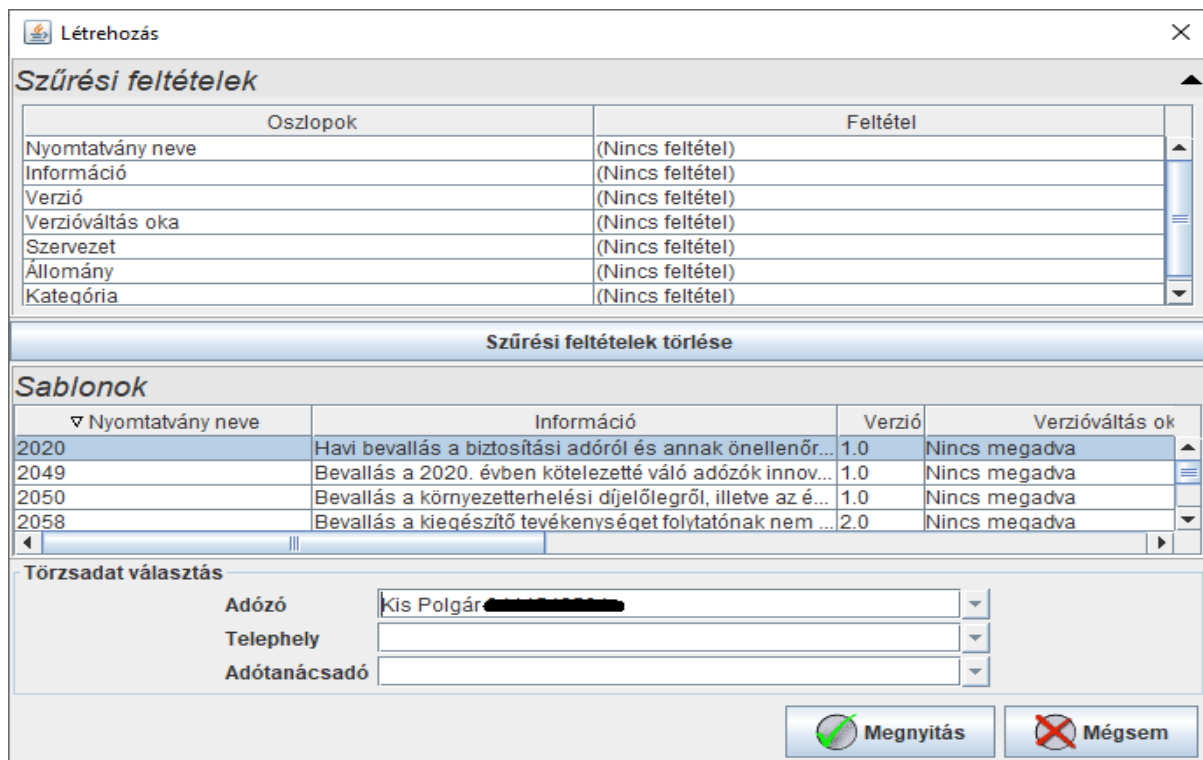 Létrehozás
Szűrési feltételek
Oszlopok Feltétel
Nyomtatvány neve (Nincs feltétel)
Információ (Nincs feltétel)
Verzió (Nincs feltétel)
Verzióváltás oka (Nincs feltétel)
Szervezet (Nincs feltétel)
Állomány (Nincs feltétel)
Kategória (Nincs feltétel)
Szűrési feltételek törlése
Sablonok
Nyomtatvány neve Információ Verzió Verzióváltás ok
2020 Havi bevallás a biztosítási adóról és annak önellenőr... 1.0 Nincs megadva
2049 Bevallás a 2020. évben kötelezetté váló adózók innov... 1.0 Nincs megadva
2050 Bevallás a környezetterhelési díjelőlegről, illetve az é... 1.0 Nincs megadva
2058 Bevallás a kiegészítő tevékenységet folytatónak nem ... 2.0 Nincs megadva
Törzsadat választás
Adózó Kis Polgár
Telephely
Adótanácsadó
Megnyitás Mégsem